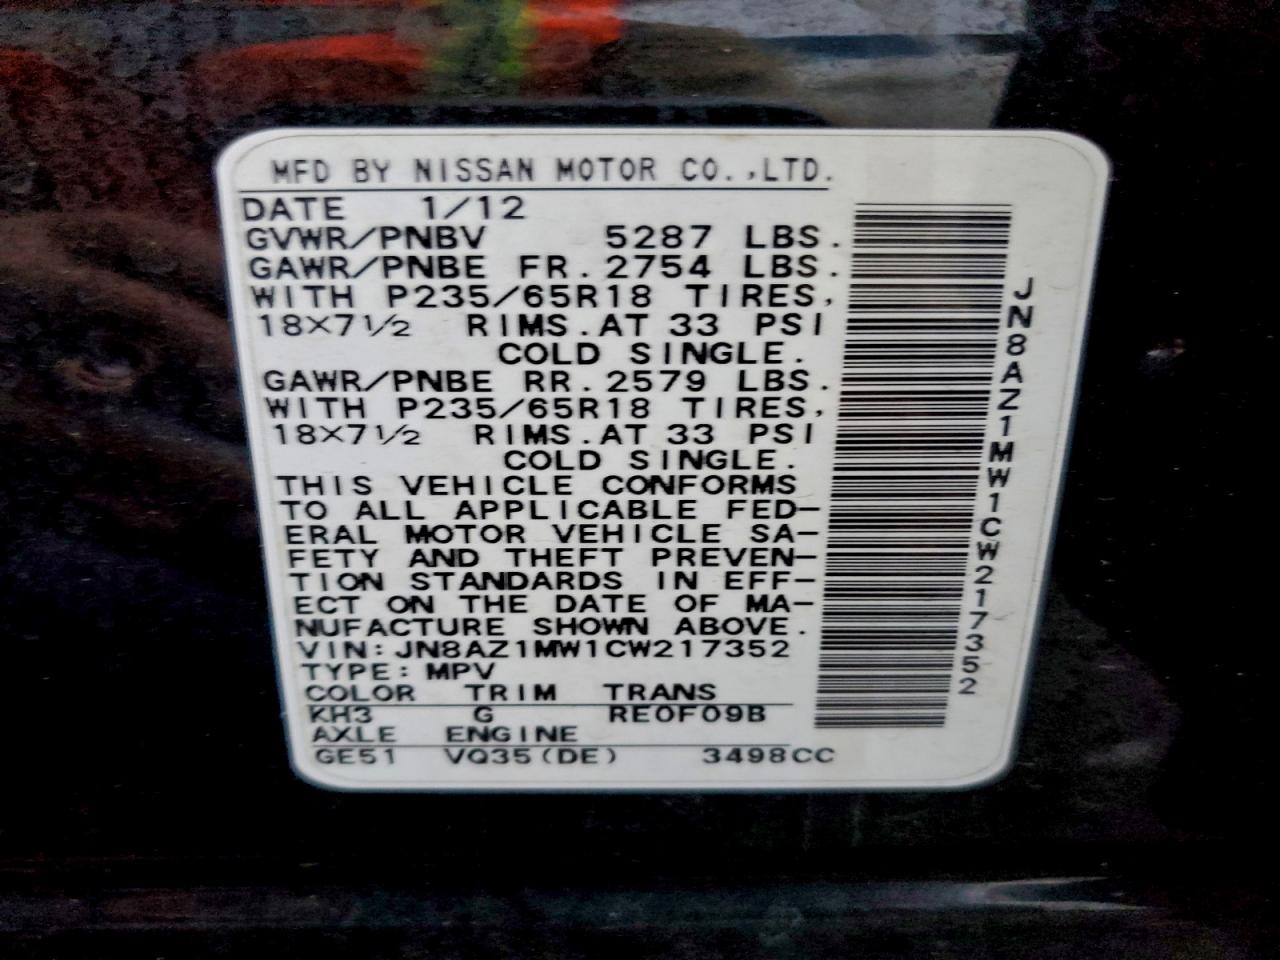 MFD BY NISSAN MOTOR CO.,LTD.
DATE 1/12
GVWR/PNBV 5287 LBS.
GAWR/PNBE FR. 2754 LBS.
WITH P235/65R18 TIRES,
18×7½ RIMS. AT 33 PSI
COLD SINGLE.
GAWR/PNBE RR. 2579 LBS.
WITH P235/65R18 TIRES,
18×7½ RIMS. AT 33 PSI
COLD SINGLE.
THIS VEHICLE CONFORMS
TO ALL APPLICABLE FED-
ERAL MOTOR VEHICLE SA-
FETY AND THEFT PREVEN-
TION STANDARDS IN EFF-
ECT ON THE DATE OF MA-
NUFACTURE SHOWN ABOVE.
VIN: JN8AZ1MW1CW217352
TYPE: MPV
COLOR TRIM TRANS
KH3 G RE0F09B
AXLE ENGINE
GE51 VQ35(DE) 3498CC
JN8AZ1MW1CW217352